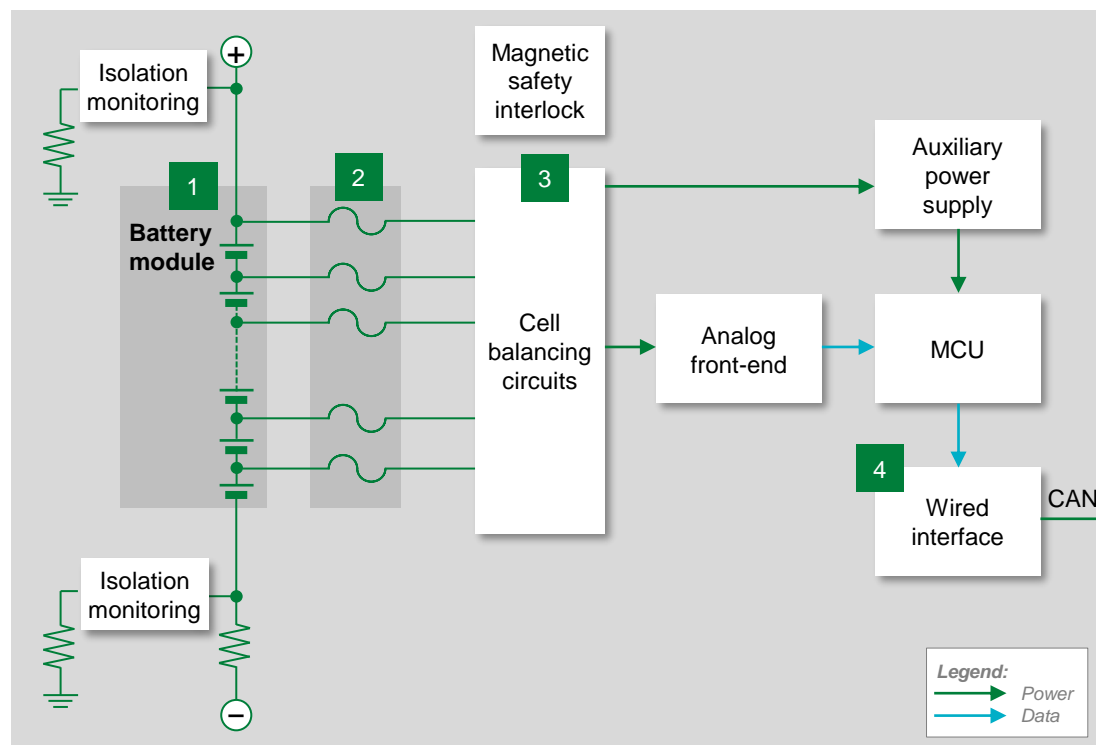 +
Isolation
monitoring
Magnetic
safety
interlock
Auxiliary
power
supply
1
2
3
Battery
module
Cell
balancing
circuits
Analog
front-end
MCU
4
Wired
interface
CAN
Isolation
monitoring
−
Legend:
Power
Data